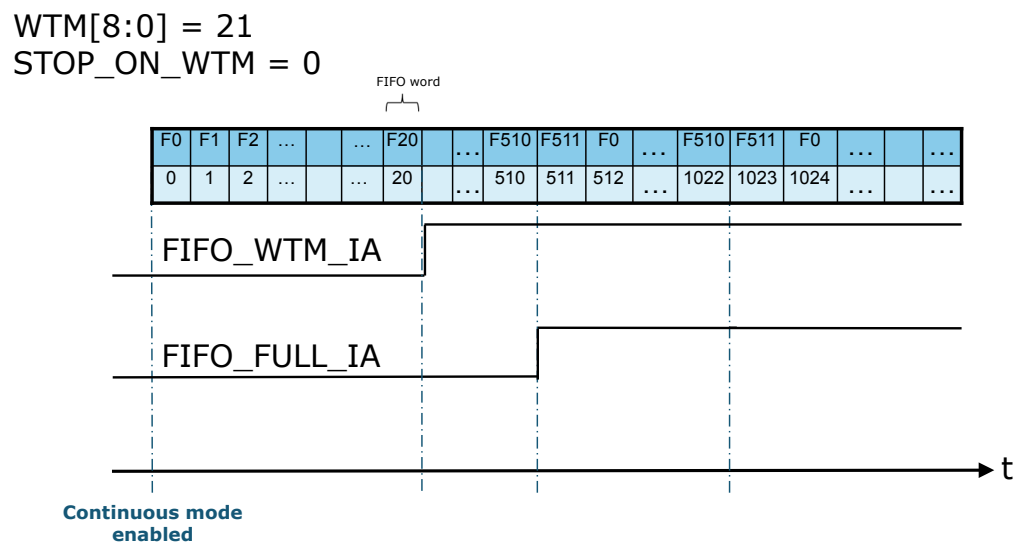 WTM[8:0] = 21
STOP_ON_WTM = 0
FIFO word
F0 F1 F2 ... ... F20 ... F510 F511 F0 ... F510 F511 F0 ... ...
0 1 2 ... ... 20 ... 510 511 512 ... 1022 1023 1024 ... ...
FIFO_WTM_IA
FIFO_FULL_IA
t
Continuous mode
enabled